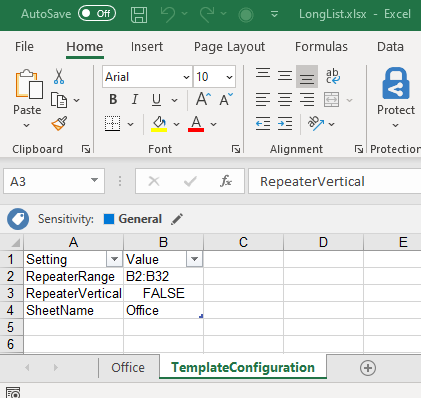 AutoSave Off LongList.xlsx - Excel
File Home Insert Page Layout Formulas
Arial 10 A A ab c
Paste B I U A Protect
Clipboard Font Alignment Protection
A3 fx RepeaterVertical
Sensitivity: General
A B C D E
1 Setting Value
2 RepeaterRange B2:B32
3 RepeaterVertical FALSE
4 SheetName Office
5
6
Office TemplateConfiguration